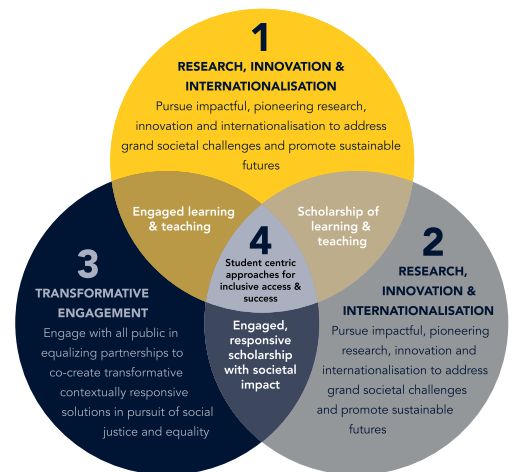 1
RESEARCH, INNOVATION &
INTERNATIONALISATION
Pursue impactful, pioneering research,
innovation and internationalisation to address
grand societal challenges and promote sustainable
futures
Engaged learning
& teaching
Scholarship of
learning &
teaching
4
Student centric
approaches for
inclusive access &
success
3
TRANSFORMATIVE
ENGAGEMENT
Engage with all public in
equalizing partnerships to
co-create transformative
contextually responsive
solutions in pursuit of social
justice and equality
2
RESEARCH,
INNOVATION &
INTERNATIONALISATION
Pursue impactful, pioneering
research, innovation and
internationalisation to address
grand societal challenges
and promote sustainable
futures
Engaged,
responsive
scholarship
with societal
impact